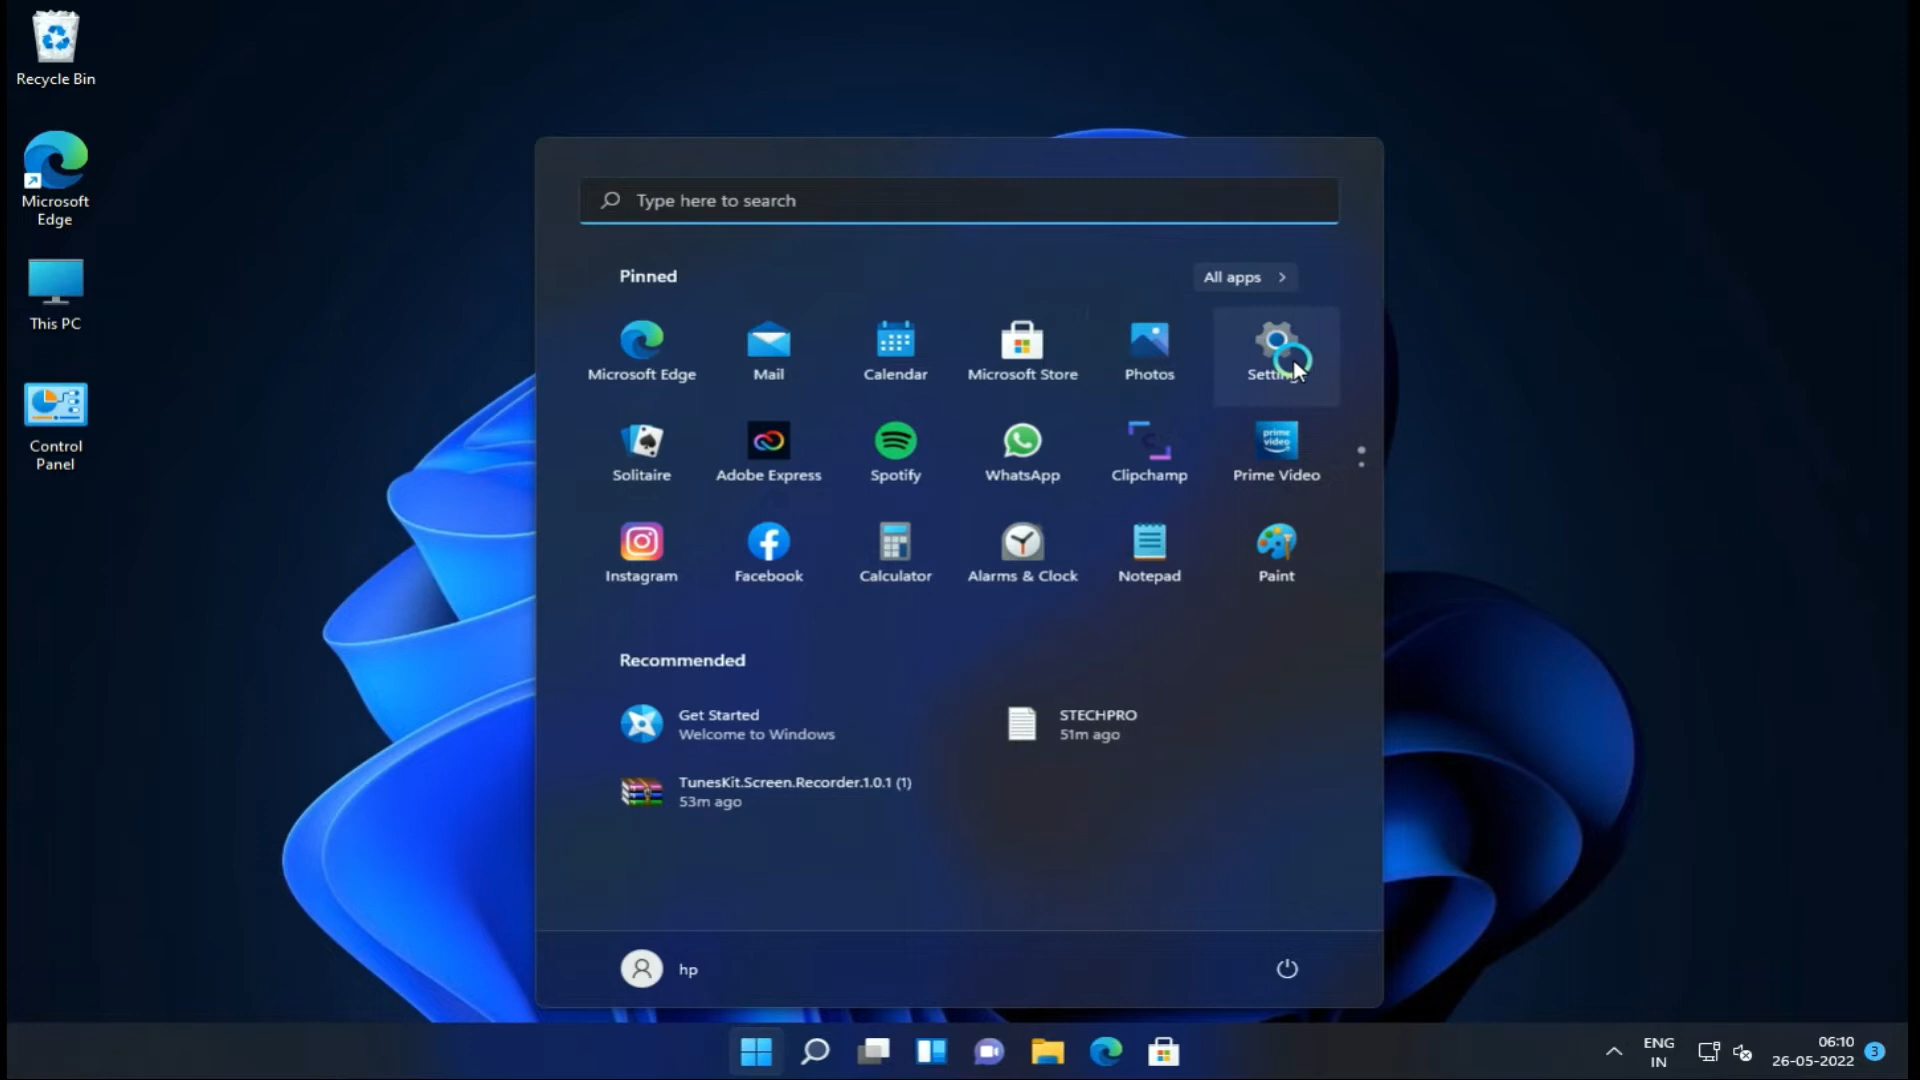 Recycle Bin
Microsoft
Edge
This PC
Control
Panel
Type here to search
Pinned
All apps
Microsoft Edge
Mail
Calendar
Microsoft Store
Photos
Solitaire
Adobe Express
Spotify
WhatsApp
Clipchamp
prime
video
Prime Video
Instagram
Facebook
Calculator
Alarms & Clock
Notepad
Paint
Recommended
Get Started
Welcome to Windows
STECHPRO
51m ago
TunesKit.Screen.Recorder.1.0.1 (1)
53m ago
hp
ENG
IN
06:10
26-05-2022
3